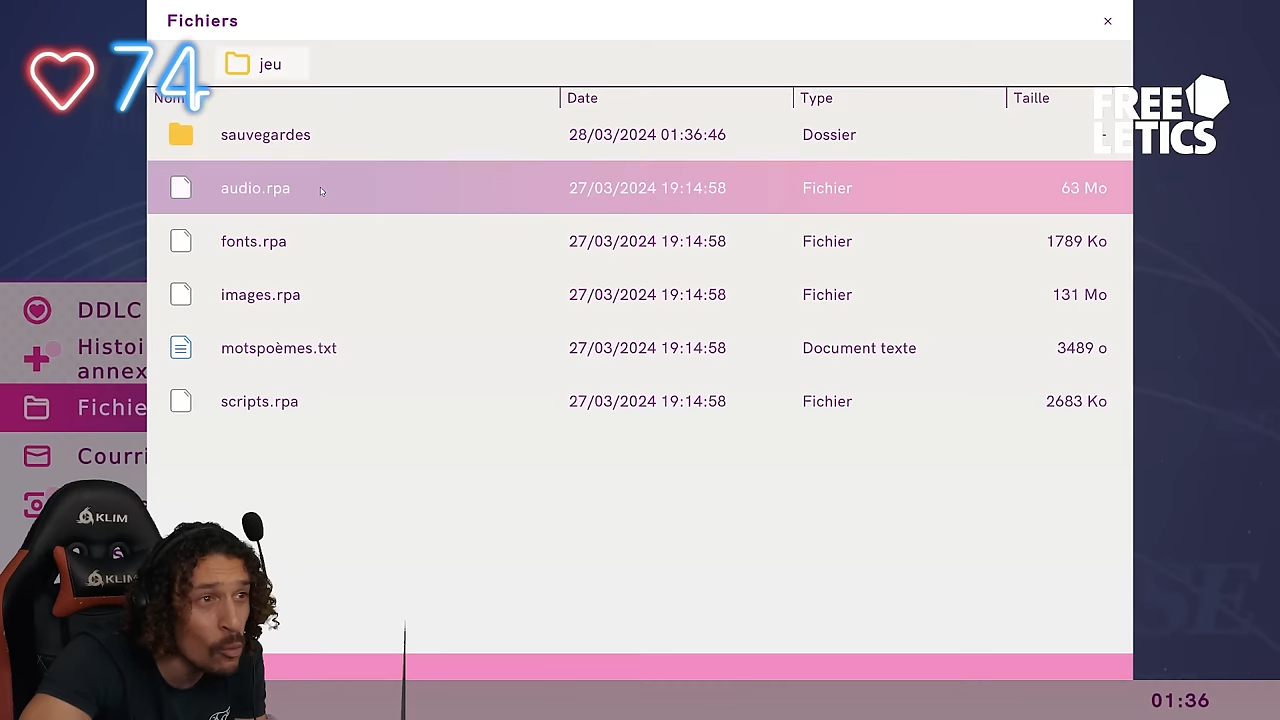 Fichiers
×
74
jeu
Nom Date Type Taille
FREE
LETICS
sauvegardes 28/03/2024 01:36:46 Dossier -
audio.rpa 27/03/2024 19:14:58 Fichier 63 Mo
fonts.rpa 27/03/2024 19:14:58 Fichier 1789 Ko
images.rpa 27/03/2024 19:14:58 Fichier 131 Mo
motspoèmes.txt 27/03/2024 19:14:58 Document texte 3489 o
scripts.rpa 27/03/2024 19:14:58 Fichier 2683 Ko
DDLC
Histoi
annex
Fichie
Courri
KLIM
KLIM
01:36